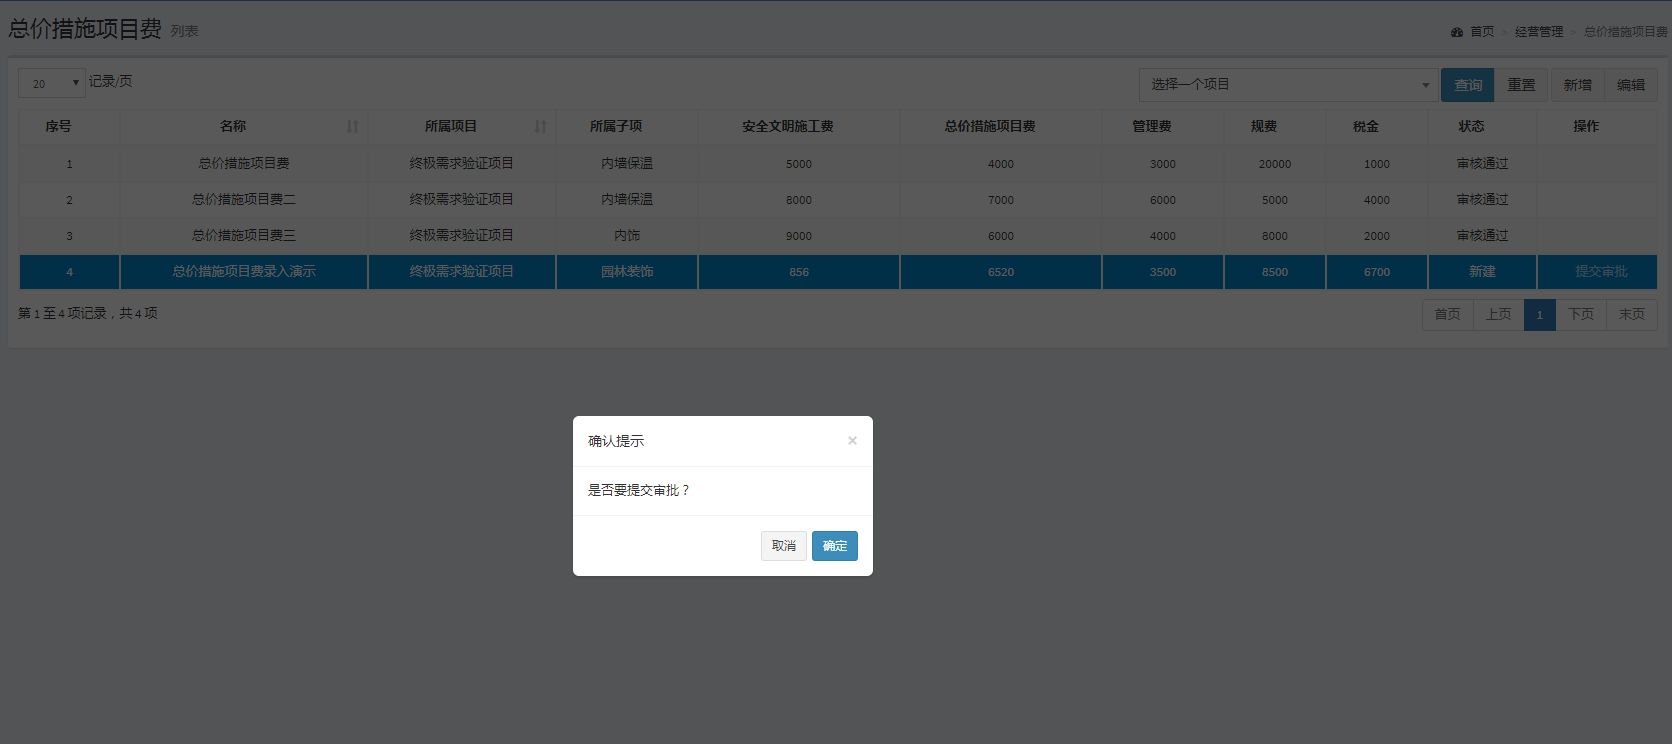 总价措施项目费 列表
首页 > 经营管理 > 总价措施项目费
20 记录/页
选择一个项目 查询 重置 新增 编辑
序号 名称 所属项目 所属子项 安全文明施工费 总价措施项目费 管理费 规费 税金 状态 操作
1 总价措施项目费 终极需求验证项目 内墙保温 5000 4000 3000 20000 1000 审核通过
2 总价措施项目费二 终极需求验证项目 内墙保温 8000 7000 6000 5000 4000 审核通过
3 总价措施项目费三 终极需求验证项目 内饰 9000 6000 4000 8000 2000 审核通过
4 总价措施项目费录入演示 终极需求验证项目 园林装饰 856 6520 3500 8500 6700 新建 提交审批
第 1 至 4 项记录，共 4 项
首页 上页 1 下页 末页
确认提示 ×
是否要提交审批？
取消 确定